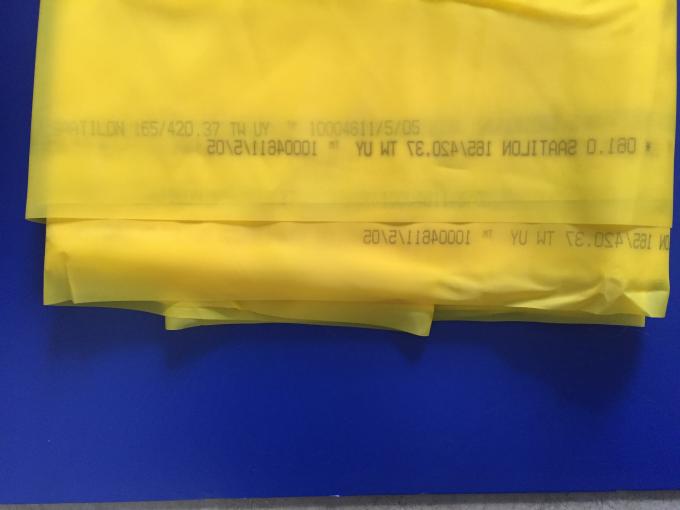 SAATILON 165/420.37 TW UY ™ 10004611/5/05
* 061.0 SAATILON 165/420.37 TW UY ™ 10004611/5/05
165/420.37 TW UY ™ 10004611/5/05